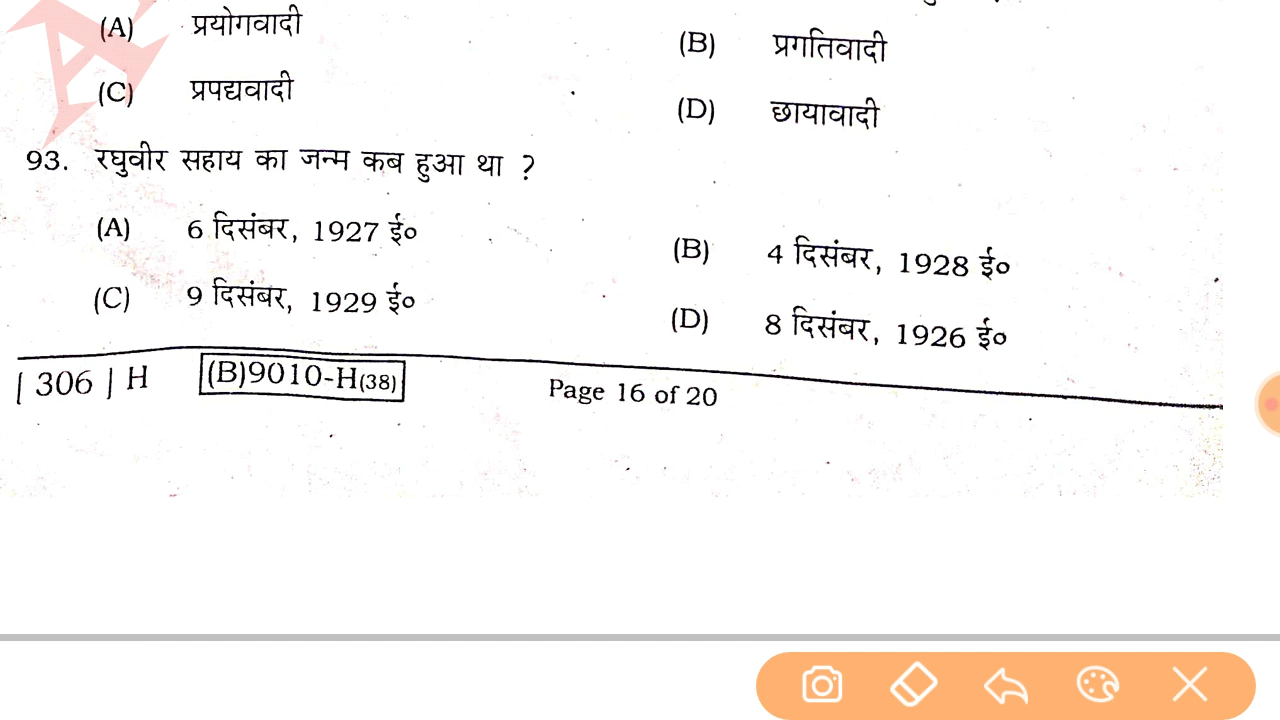 (A) प्रयोगवादी
(B) प्रगतिवादी
(C) प्रपद्यवादी
(D) छायावादी
93. रघुवीर सहाय का जन्म कब हुआ था ?
(A) 6 दिसंबर, 1927 ई०
(B) 4 दिसंबर, 1928 ई०
(C) 9 दिसंबर, 1929 ई०
(D) 8 दिसंबर, 1926 ई०
[ 306 ] H (B)9010-H(38) Page 16 of 20